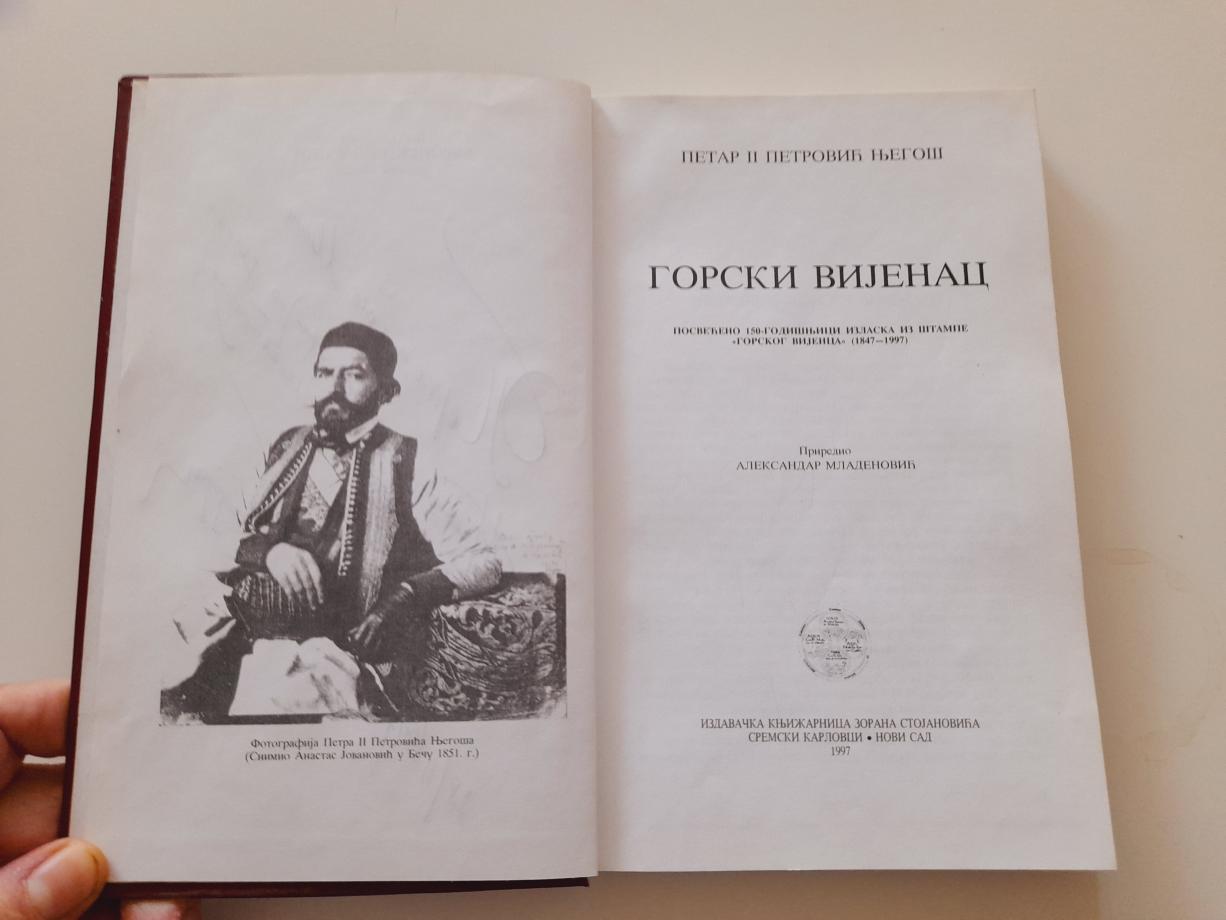 Фотографија Петра II Петровића Његоша
(Снимио Анастас Јовановић у Бечу 1851. г.)
ПЕТАР II ПЕТРОВИЋ ЊЕГОШ
ГОРСКИ ВИЈЕНАЦ
ПОСВЕЋЕНО 150-ГОДИШЊИЦИ ИЗЛАСКА ИЗ ШТАМПЕ
«ГОРСКОГ ВИЈЕНЦА» (1847—1997)
Приредио
АЛЕКСАНДАР МЛАДЕНОВИЋ
ИЗДАВАЧКА КЊИЖАРНИЦА ЗОРАНА СТОЈАНОВИЋА
СРЕМСКИ КАРЛОВЦИ • НОВИ САД
1997